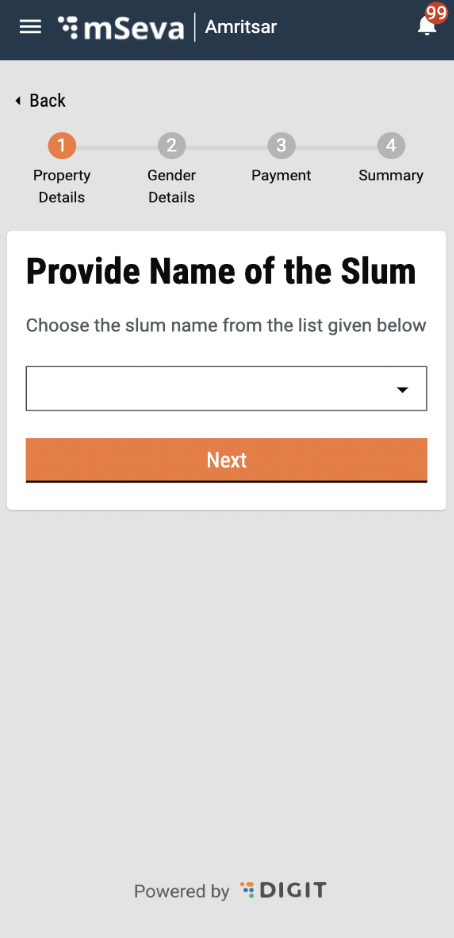 mSeva Amritsar 99
Back
1 2 3 4
Property Details Gender Details Payment Summary
Provide Name of the Slum
Choose the slum name from the list given below
Next
Powered by DIGIT